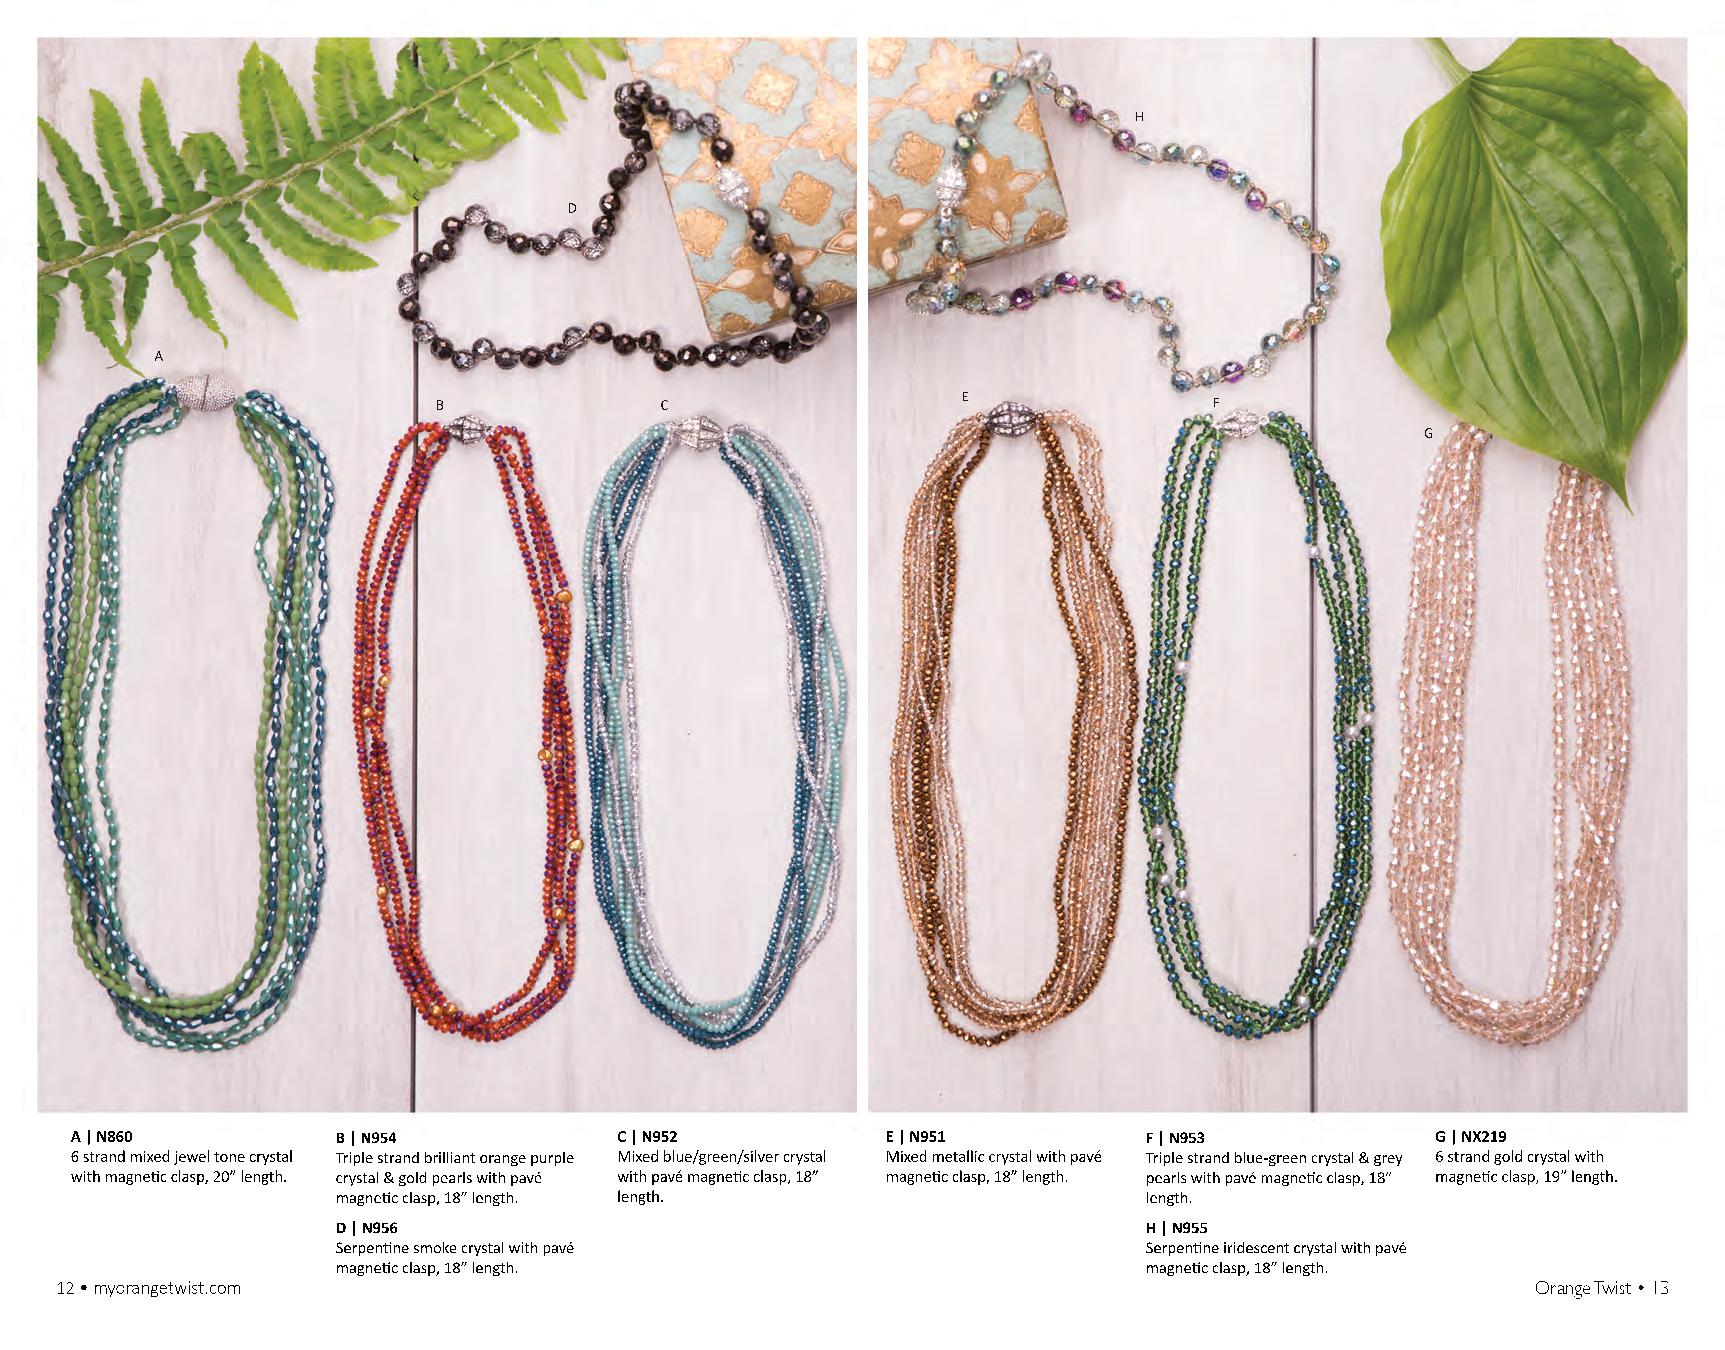 D
H
A
B
C
E
F
G
A | N860
6 strand mixed jewel tone crystal
with magnetic clasp, 20” length.
B | N954
Triple strand brilliant orange purple
crystal & gold pearls with pavé
magnetic clasp, 18” length.
D | N956
Serpentine smoke crystal with pavé
magnetic clasp, 18” length.
C | N952
Mixed blue/green/silver crystal
with pavé magnetic clasp, 18”
length.
E | N951
Mixed metallic crystal with pavé
magnetic clasp, 18” length.
F | N953
Triple strand blue-green crystal & grey
pearls with pavé magnetic clasp, 18”
length.
H | N955
Serpentine iridescent crystal with pavé
magnetic clasp, 18” length.
G | NX219
6 strand gold crystal with
magnetic clasp, 19” length.
12 • myorangetwist.com
Orange Twist • 13